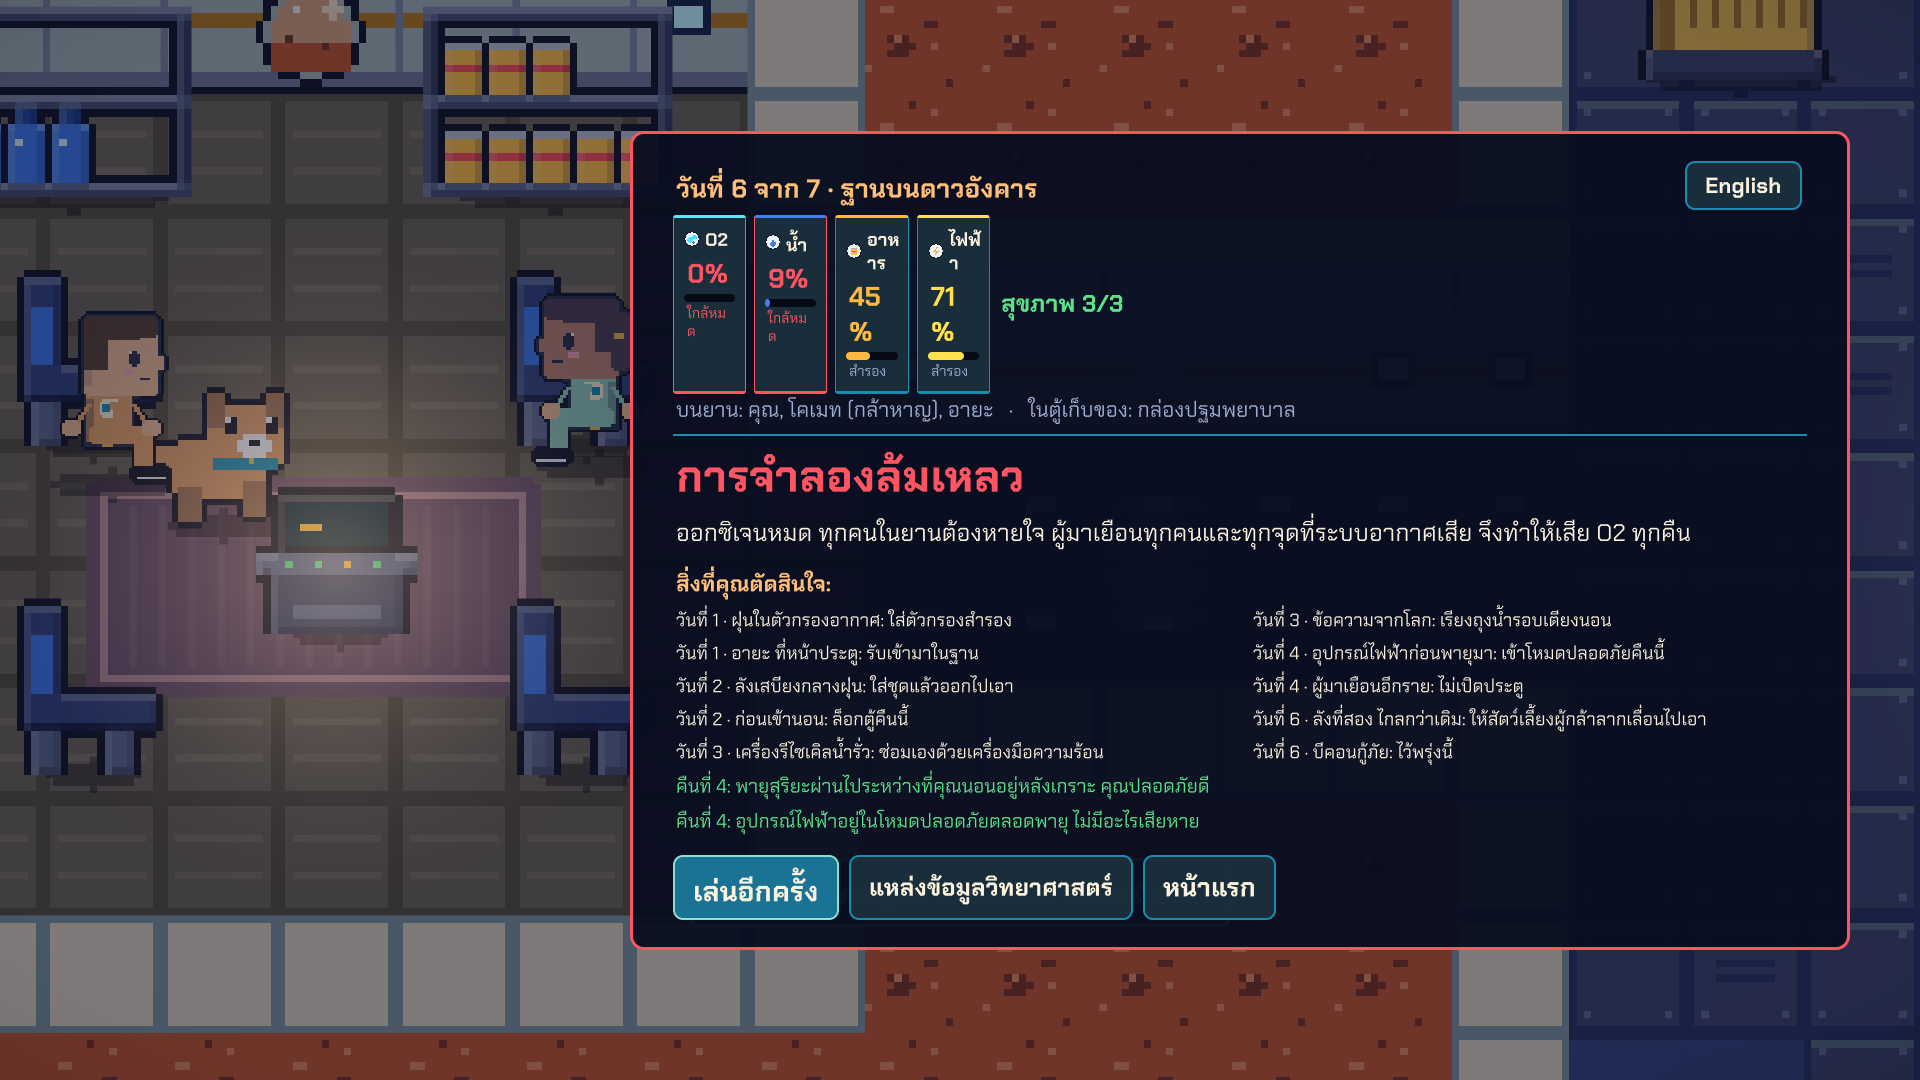 วันที่ 6 จาก 7 · ฐานบนดาวอังคาร
English
O2
0%
ใกล้หม
ด
น้ำ
9%
ใกล้หม
ด
อาห
าร
45
%
สำรอง
ไฟฟ้
า
71
%
สำรอง
สุขภาพ 3/3
บนยาน: คุณ, โคเมท (กล้าหาญ), อายะ · ในตู้เก็บของ: กล่องปฐมพยาบาล
การจำลองล้มเหลว
ออกซิเจนหมด ทุกคนในยานต้องหายใจ ผู้มาเยือนทุกคนและทุกจุดที่ระบบอากาศเสีย จึงทำให้เสีย O2 ทุกคืน
สิ่งที่คุณตัดสินใจ:
วันที่ 1 · ฝุ่นในตัวกรองอากาศ: ใส่ตัวกรองสำรอง
วันที่ 1 · อายะ ที่หน้าประตู: รับเข้ามาในฐาน
วันที่ 2 · ลังเสบียงกลางฝุ่น: ใส่ชุดแล้วออกไปเอา
วันที่ 2 · ก่อนเข้านอน: ล็อกตู้คืนนี้
วันที่ 3 · เครื่องรีไซเคิลน้ำรั่ว: ซ่อมเองด้วยเครื่องมือความร้อน
วันที่ 3 · ข้อความจากโลก: เรียงถุงน้ำรอบเตียงนอน
วันที่ 4 · อุปกรณ์ไฟฟ้าก่อนพายุมา: เข้าโหมดปลอดภัยคืนนี้
วันที่ 4 · ผู้มาเยือนอีกราย: ไม่เปิดประตู
วันที่ 6 · ลังที่สอง ไกลกว่าเดิม: ให้สัตว์เลี้ยงผู้กล้าลากเลื่อนไปเอา
วันที่ 6 · บีคอนกู้ภัย: ไว้พรุ่งนี้
คืนที่ 4: พายุสุริยะผ่านไประหว่างที่คุณนอนอยู่หลังเกราะ คุณปลอดภัยดี
คืนที่ 4: อุปกรณ์ไฟฟ้าอยู่ในโหมดปลอดภัยตลอดพายุ ไม่มีอะไรเสียหาย
เล่นอีกครั้ง
แหล่งข้อมูลวิทยาศาสตร์
หน้าแรก